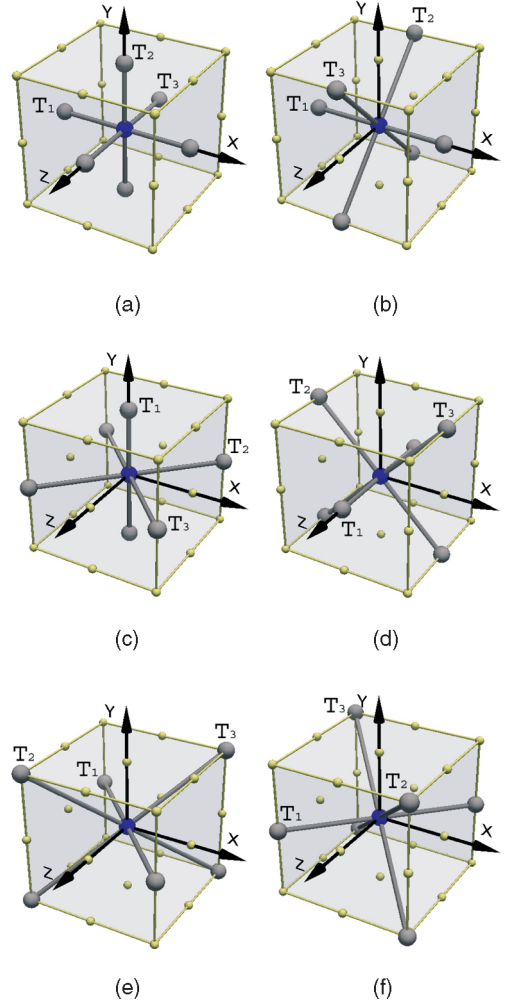 Y
T₂
T₃
T₁
X
Z
(a)
T₂
Y
T₃
T₁
X
Z
(b)
Y
T₁
T₂
X
Z
T₃
(c)
Y
T₂
T₃
X
Z
T₁
(d)
Y
T₃
T₂
T₁
X
Z
(e)
T₃
Y
T₂
T₁
X
Z
(f)